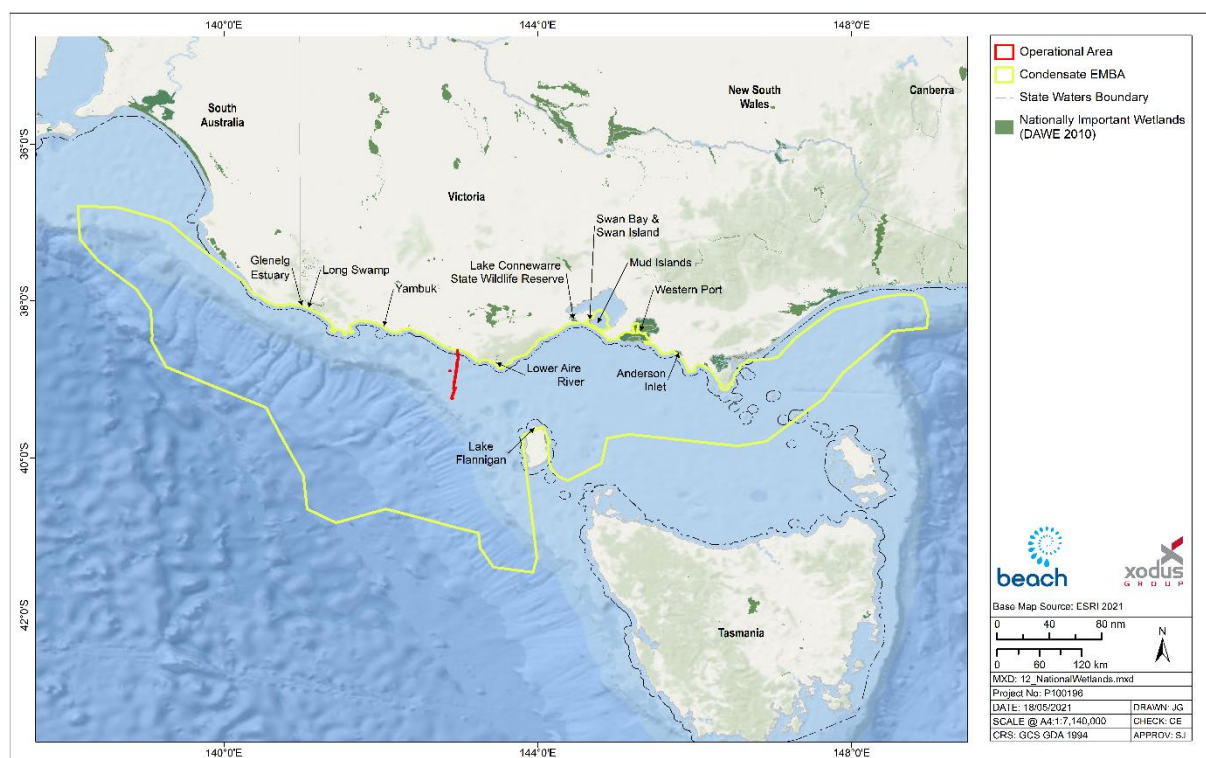 140°0'E
144°0'E
148°0'E
36°0'S
38°0'S
40°0'S
42°0'S
South
Australia
New South
Wales
Canberra
Victoria
Glenelg
Estuary
Long Swamp
Yambuk
Lake Connewarre
State Wildlife Reserve
Swan Bay &
Swan Island
Mud Islands
Western Port
Lower Aire
River
Anderson
Inlet
Lake
Flannigan
Tasmania
140°0'E
144°0'E
148°0'E
Operational Area
Condensate EMBA
State Waters Boundary
Nationally Important Wetlands
(DAWE 2010)
beach
xodus
GROUP
Base Map Source: ESRI 2021
0 40 80 nm
0 60 120 km
N
MXD: 12_NationalWetlands.mxd
Project No: P100196
DATE: 18/05/2021 DRAWN: JG
SCALE @ A4:1:7,140,000 CHECK: CE
CRS: GCS GDA 1994 APPROV: SJ